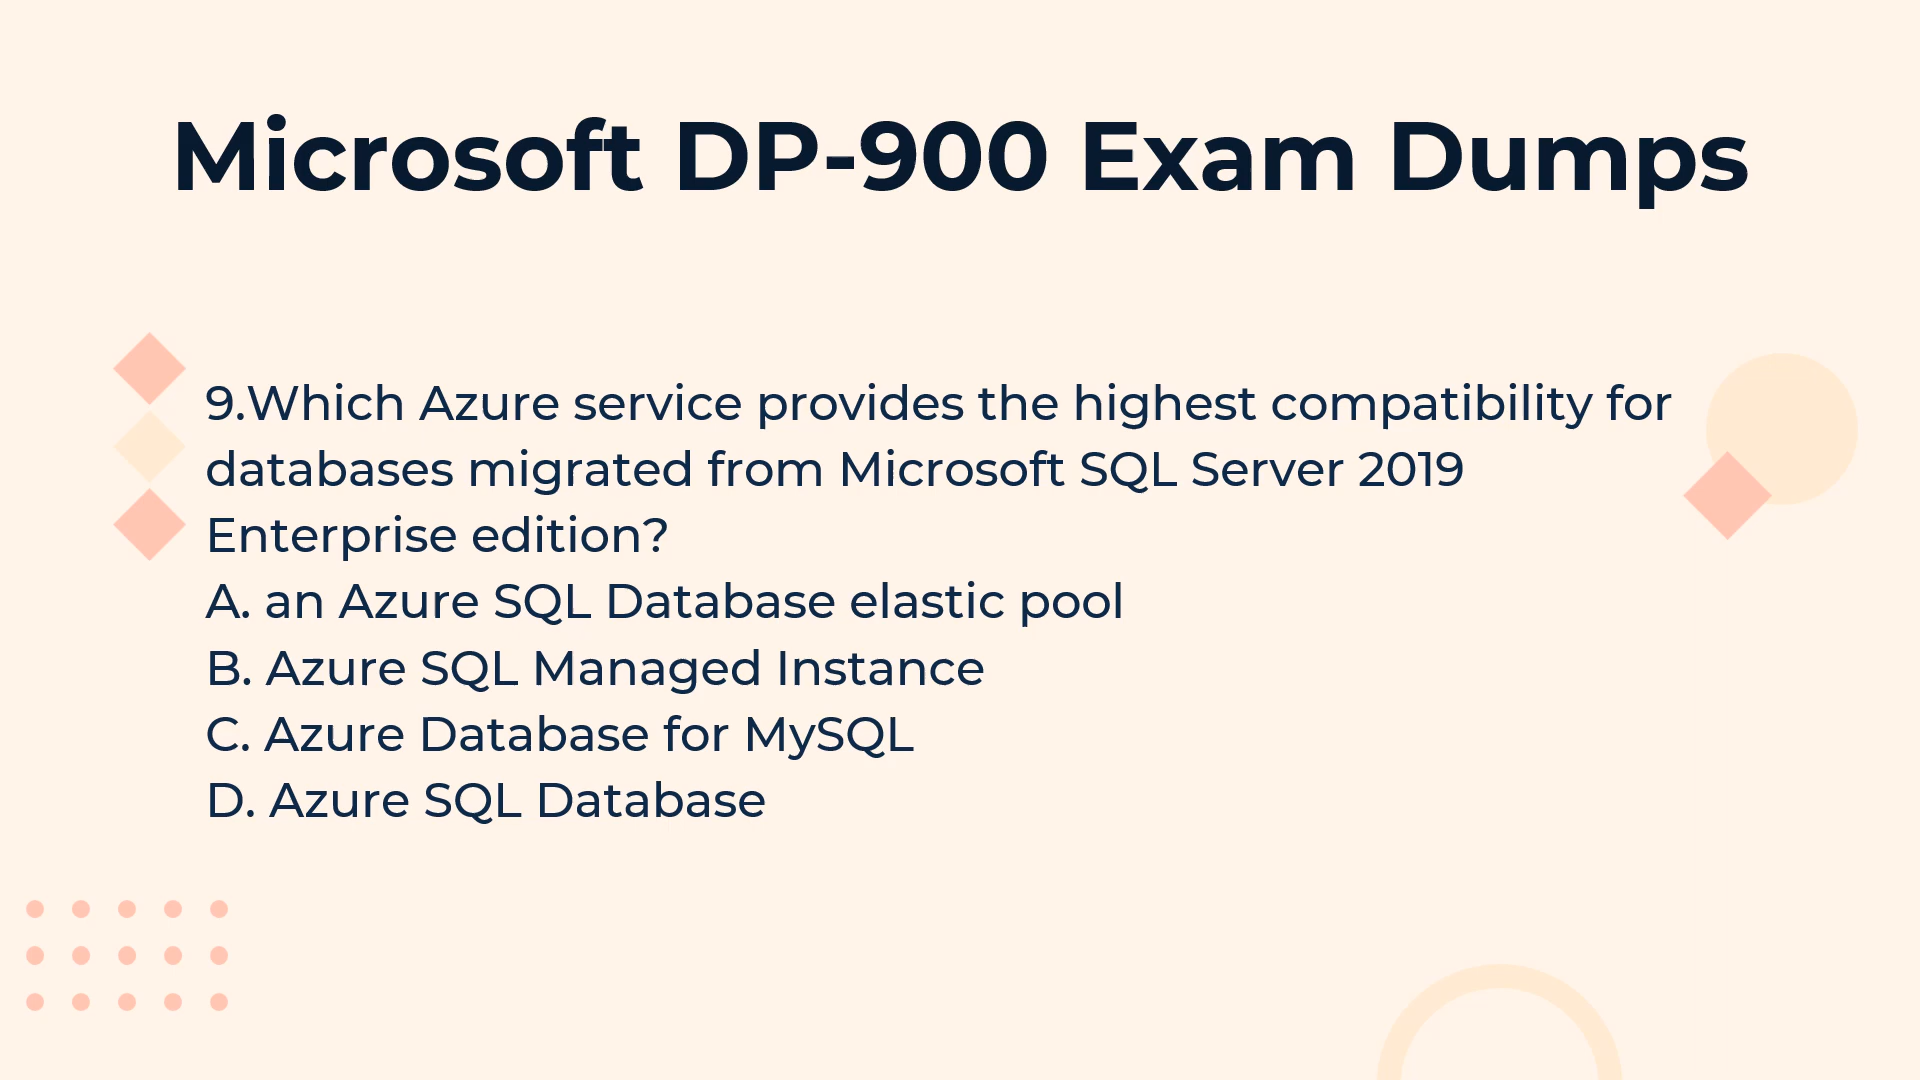 Microsoft DP-900 Exam Dumps
9.Which Azure service provides the highest compatibility for
databases migrated from Microsoft SQL Server 2019
Enterprise edition?
A. an Azure SQL Database elastic pool
B. Azure SQL Managed Instance
C. Azure Database for MySQL
D. Azure SQL Database